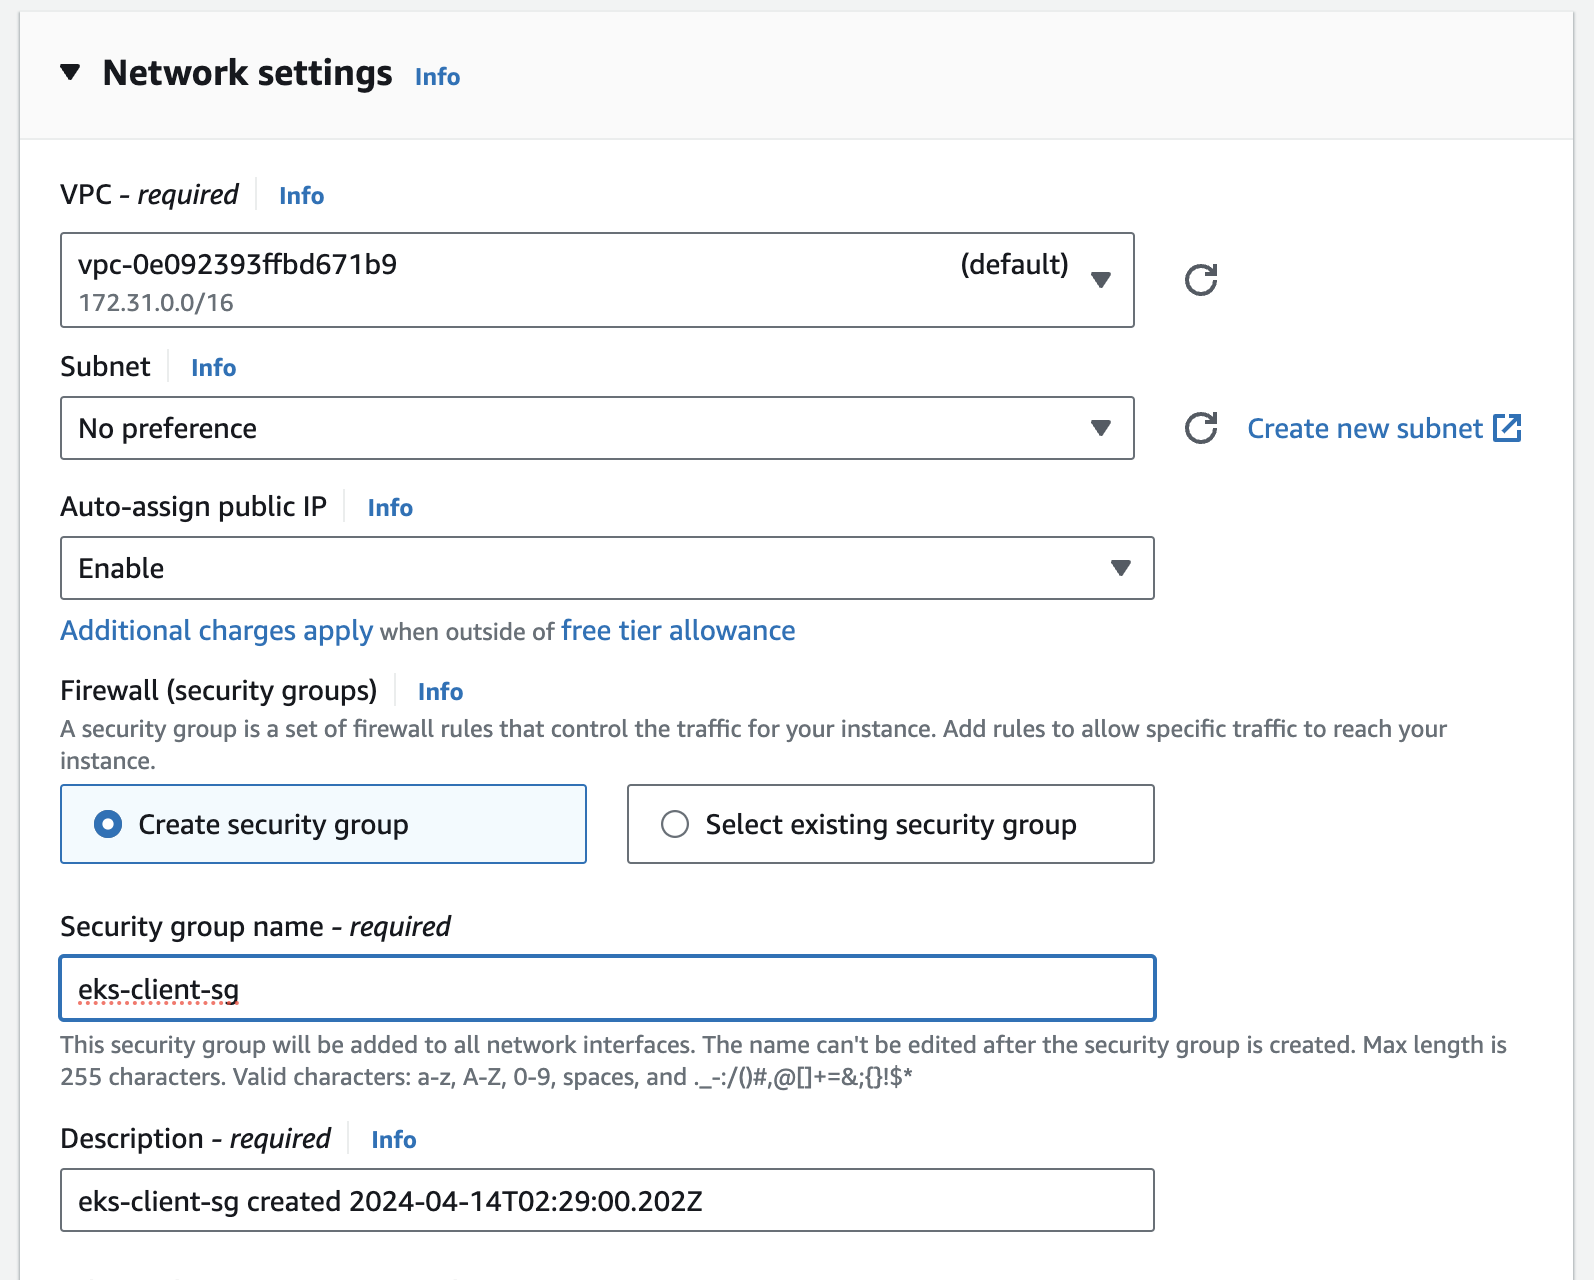 Network settings Info
VPC - required Info
vpc-0e092393ffbd671b9 (default)
172.31.0.0/16
Subnet Info
No preference Create new subnet
Auto-assign public IP Info
Enable
Additional charges apply when outside of free tier allowance
Firewall (security groups) Info
A security group is a set of firewall rules that control the traffic for your instance. Add rules to allow specific traffic to reach your
instance.
Create security group Select existing security group
Security group name - required
eks-client-sg
This security group will be added to all network interfaces. The name can't be edited after the security group is created. Max length is
255 characters. Valid characters: a-z, A-Z, 0-9, spaces, and ._-:/()#,@[]+=&;{}!$*
Description - required Info
eks-client-sg created 2024-04-14T02:29:00.202Z